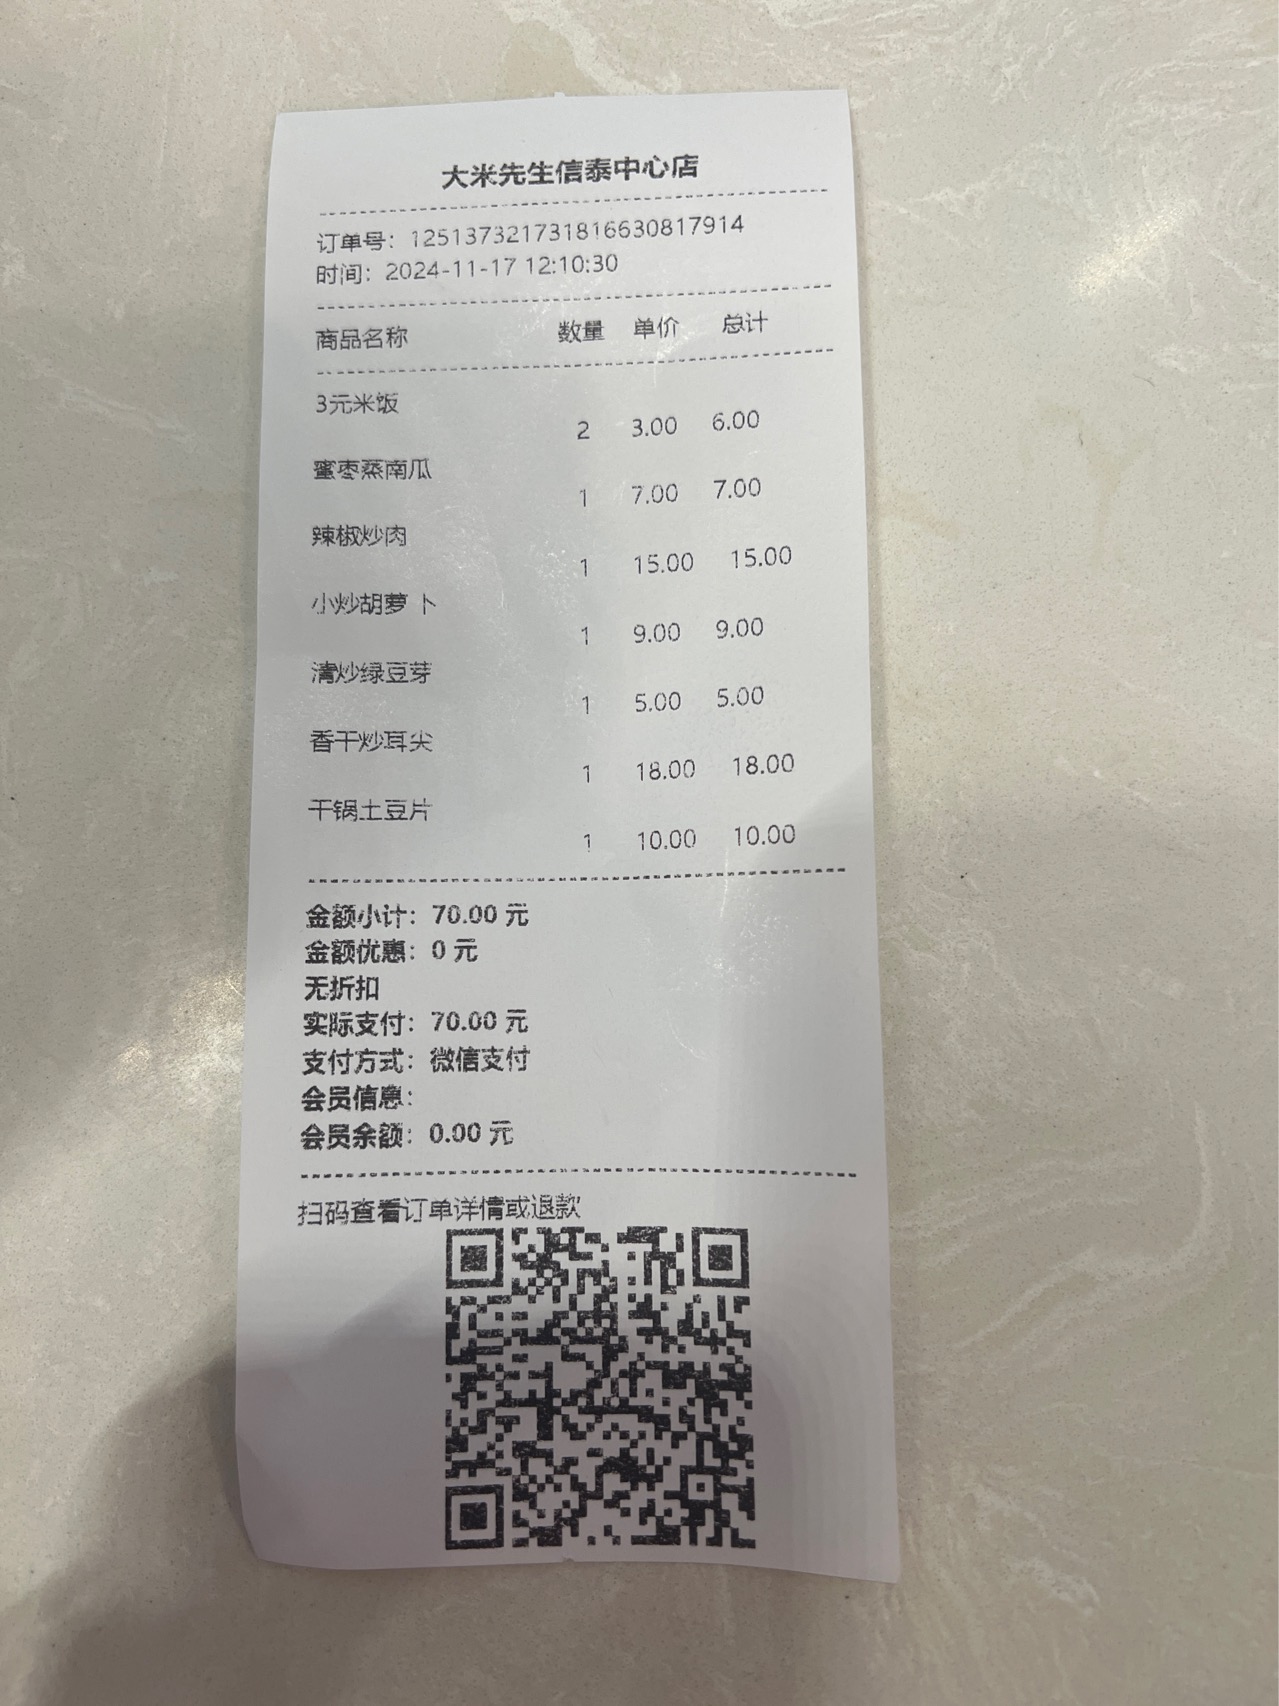 大米先生信泰中心店
订单号：125137321731816630817914
时间：2024-11-17 12:10:30
商品名称 数量 单价 总计
3元米饭
2 3.00 6.00
蜜枣蒸南瓜
1 7.00 7.00
辣椒炒肉
1 15.00 15.00
小炒胡萝卜
1 9.00 9.00
清炒绿豆芽
1 5.00 5.00
香干炒耳尖
1 18.00 18.00
干锅土豆片
1 10.00 10.00
金额小计：70.00 元
金额优惠：0 元
无折扣
实际支付：70.00 元
支付方式：微信支付
会员信息：
会员余额：0.00 元
扫码查看订单详情或退款